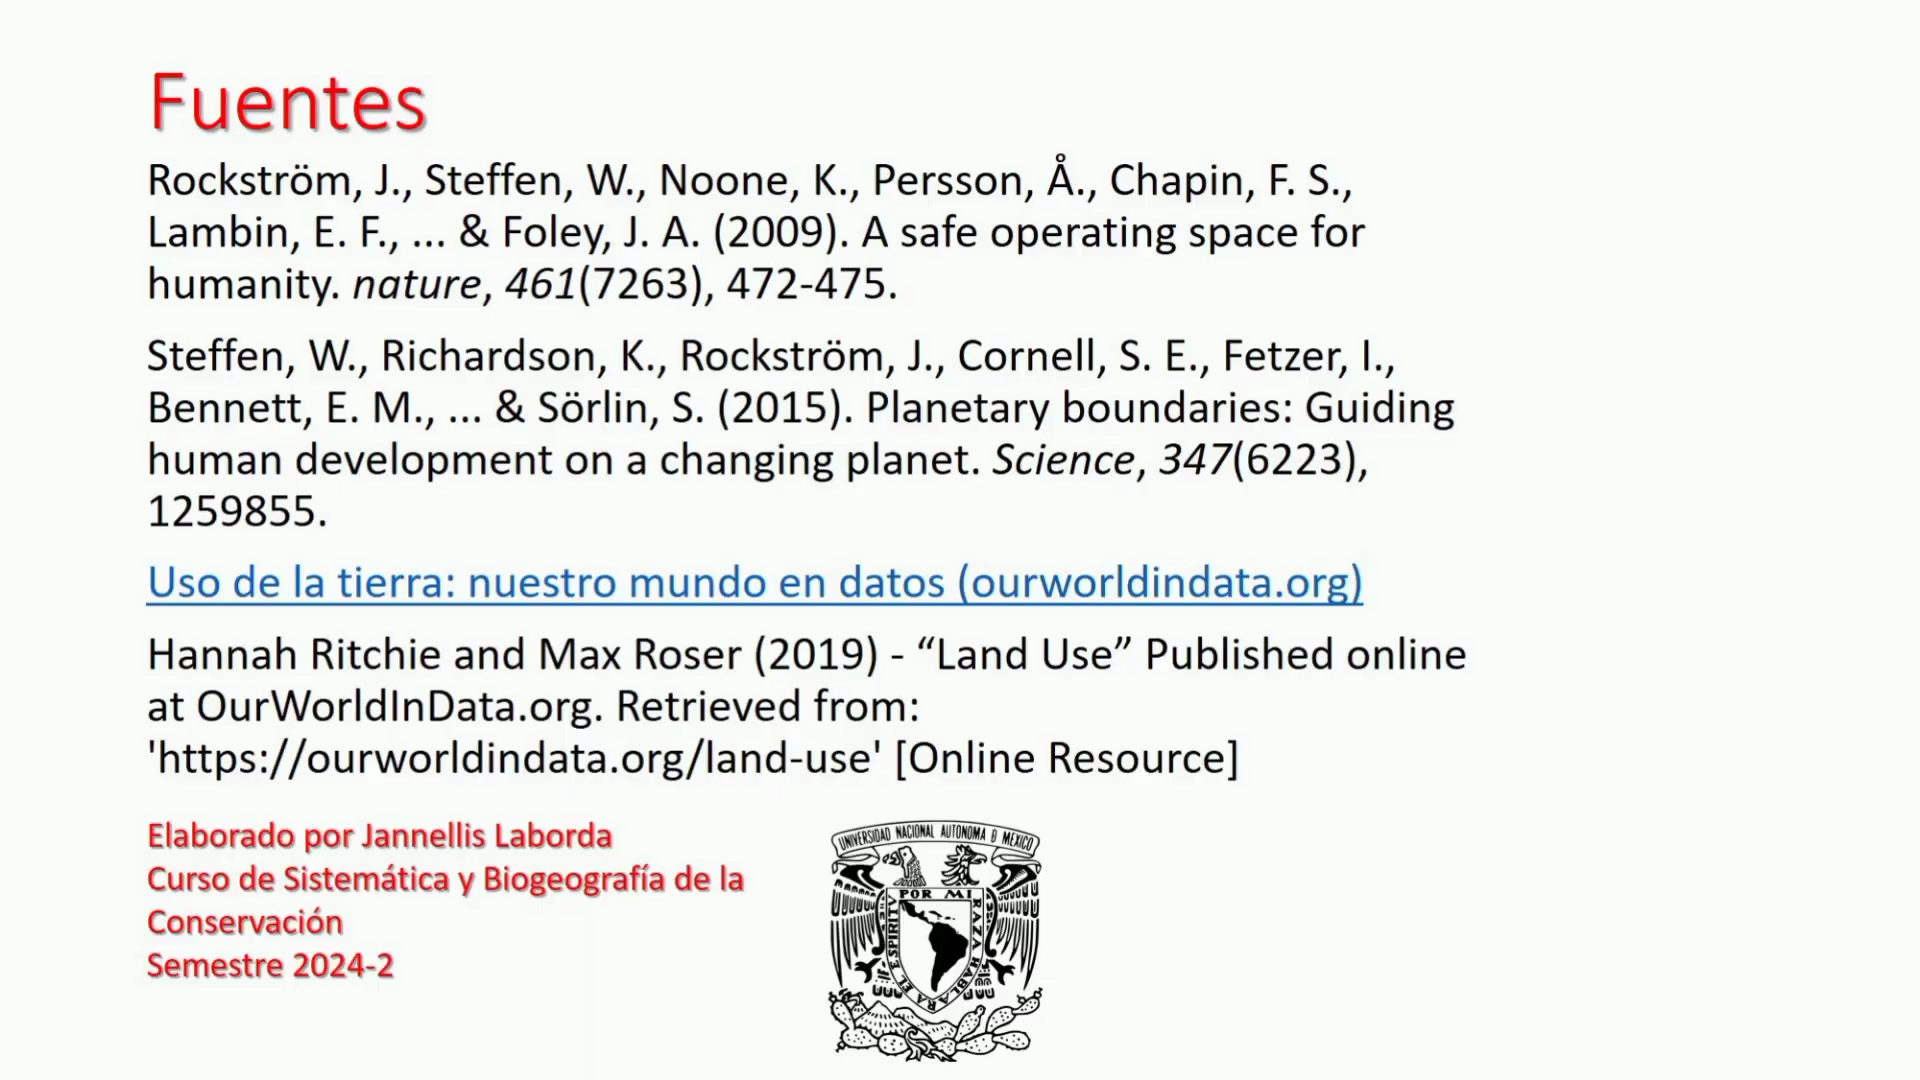 Fuentes
Rockström, J., Steffen, W., Noone, K., Persson, Å., Chapin, F. S.,
Lambin, E. F., ... & Foley, J. A. (2009). A safe operating space for
humanity. nature, 461(7263), 472-475.
Steffen, W., Richardson, K., Rockström, J., Cornell, S. E., Fetzer, I.,
Bennett, E. M., ... & Sörlin, S. (2015). Planetary boundaries: Guiding
human development on a changing planet. Science, 347(6223),
1259855.
Uso de la tierra: nuestro mundo en datos (ourworldindata.org)
Hannah Ritchie and Max Roser (2019) - “Land Use” Published online
at OurWorldInData.org. Retrieved from:
'https://ourworldindata.org/land-use' [Online Resource]
Elaborado por Jannellis Laborda
Curso de Sistemática y Biogeografía de la
Conservación
Semestre 2024-2
UNIVERSIDAD NACIONAL AUTONOMA D MEXICO
POR MI RAZA HABLARA EL ESPIRITV